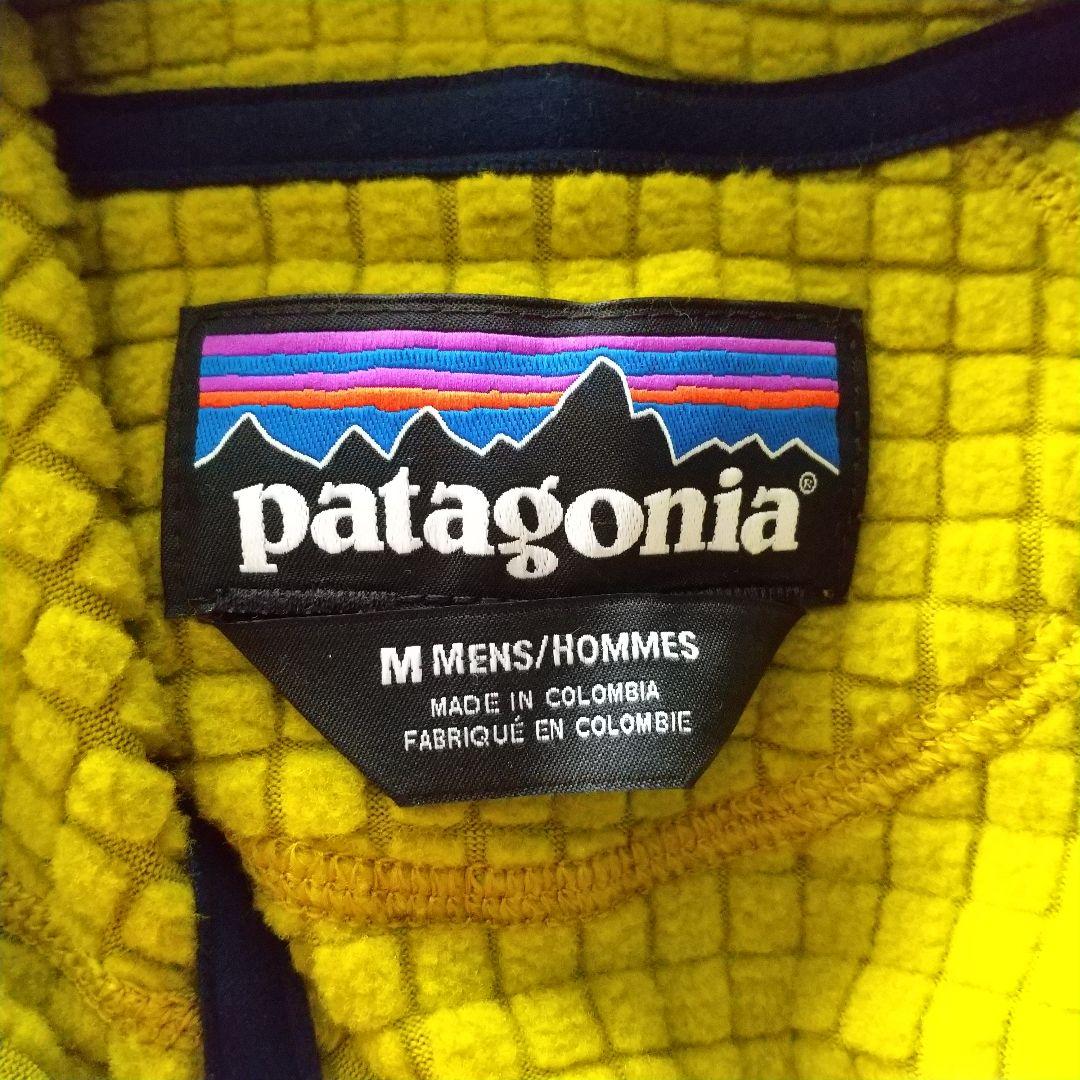 patagonia®
M MENS/HOMMES
MADE IN COLOMBIA
FABRIQUÉ EN COLOMBIE